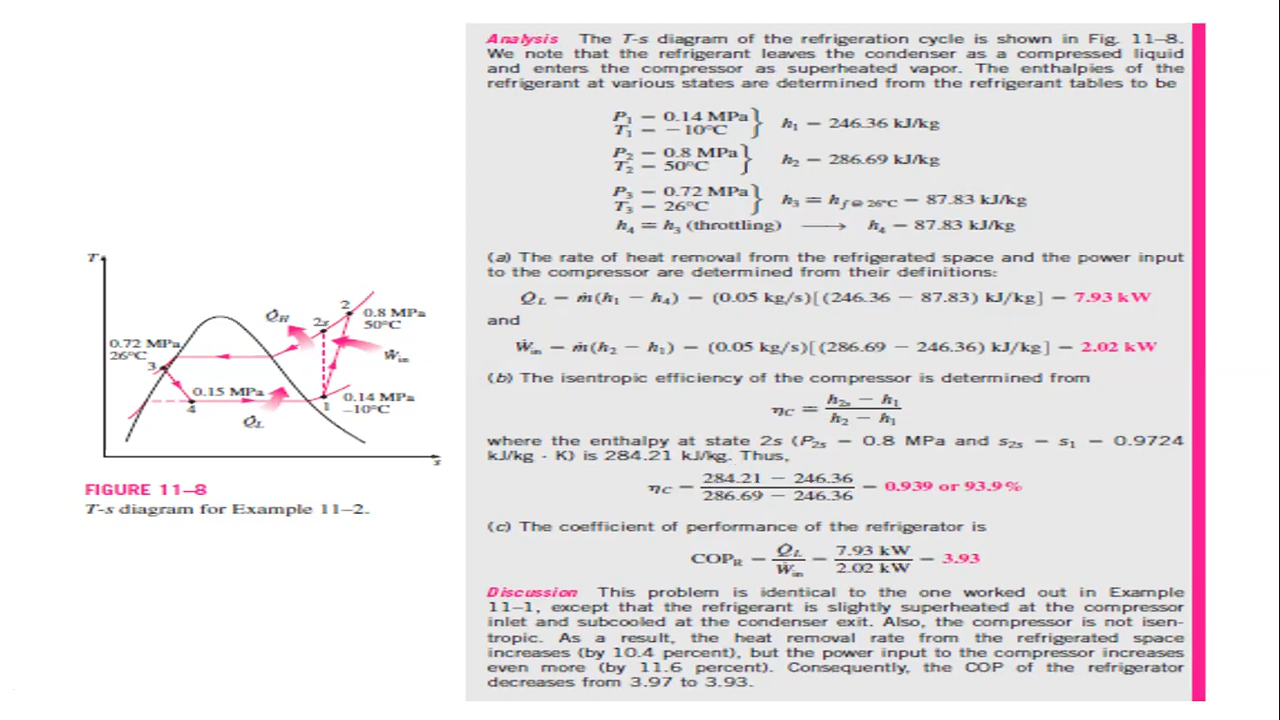 T
0.72 MPa
26°C
3
Q̇H
2s
2
0.8 MPa
50°C
Ẇin
0.15 MPa
4
Q̇L
1
0.14 MPa
–10°C
s
FIGURE 11–8
T-s diagram for Example 11–2.
Analysis The T-s diagram of the refrigeration cycle is shown in Fig. 11–8.
We note that the refrigerant leaves the condenser as a compressed liquid
and enters the compressor as superheated vapor. The enthalpies of the
refrigerant at various states are determined from the refrigerant tables to be
P1 = 0.14 MPa
T1 = –10°C } h1 = 246.36 kJ/kg
P2 = 0.8 MPa
T2 = 50°C } h2 = 286.69 kJ/kg
P3 = 0.72 MPa
T3 = 26°C } h3 ≅ hf @ 26°C = 87.83 kJ/kg
h4 ≅ h3 (throttling) ⟶ h4 = 87.83 kJ/kg
(a) The rate of heat removal from the refrigerated space and the power input
to the compressor are determined from their definitions:
Q̇L = ṁ(h1 – h4) = (0.05 kg/s)[(246.36 – 87.83) kJ/kg] = 7.93 kW
and
Ẇin = ṁ(h2 – h1) = (0.05 kg/s)[(286.69 – 246.36) kJ/kg] = 2.02 kW
(b) The isentropic efficiency of the compressor is determined from
ηC ≅ h2s – h1
h2 – h1
where the enthalpy at state 2s (P2s = 0.8 MPa and s2s = s1 = 0.9724
kJ/kg · K) is 284.21 kJ/kg. Thus,
ηC = 284.21 – 246.36
286.69 – 246.36 = 0.939 or 93.9%
(c) The coefficient of performance of the refrigerator is
COPR = Q̇L
Ẇin = 7.93 kW
2.02 kW = 3.93
Discussion This problem is identical to the one worked out in Example
11–1, except that the refrigerant is slightly superheated at the compressor
inlet and subcooled at the condenser exit. Also, the compressor is not isen-
tropic. As a result, the heat removal rate from the refrigerated space
increases (by 10.4 percent), but the power input to the compressor increases
even more (by 11.6 percent). Consequently, the COP of the refrigerator
decreases from 3.97 to 3.93.